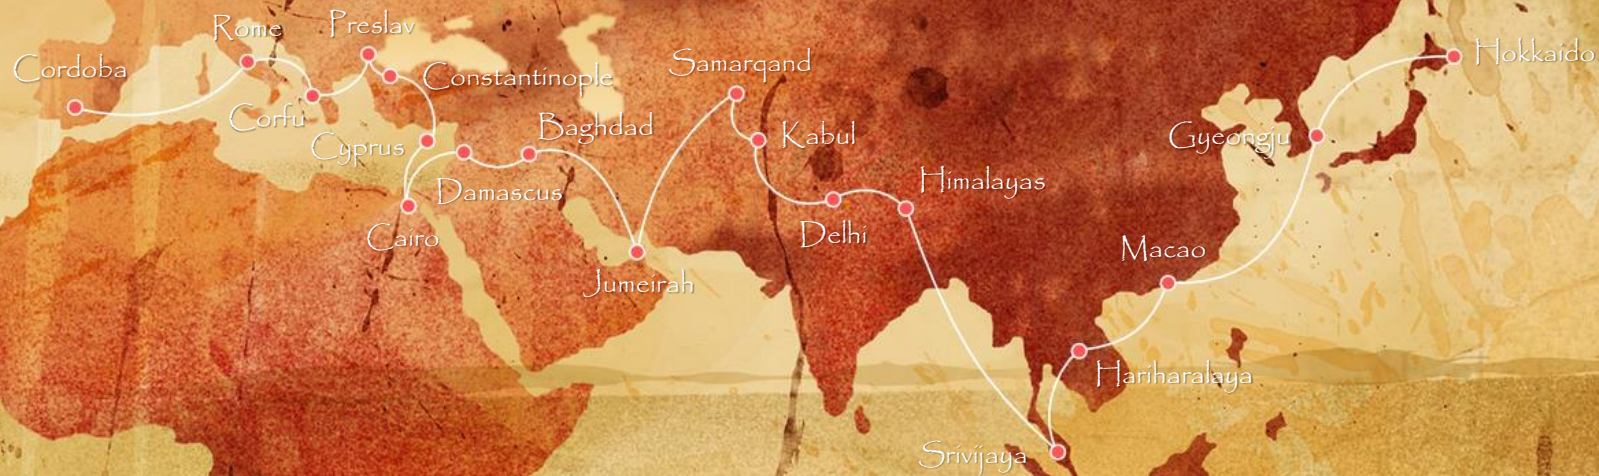 Cordoba
Rome
Corfu
Preslav
Constantinople
Cyprus
Cairo
Damascus
Baghdad
Jumeirah
Samarqand
Kabul
Delhi
Himalayas
Srivijaya
Hariharalaya
Macao
Gyeongju
Hokkaido